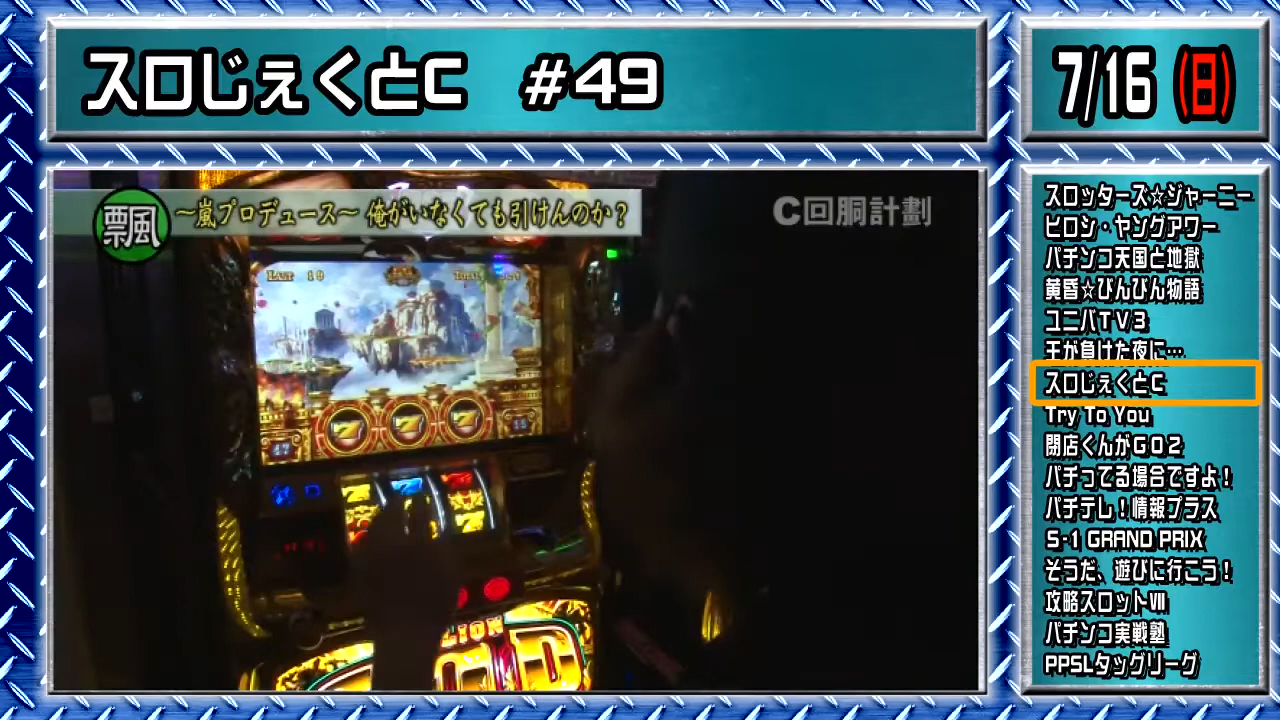 スロじぇくとC #49
7/16 (日)
飄 ～嵐プロデュース～ 俺がいなくても引けんのか？
C回胴計劃
スロッターズ☆ジャーニー
ヒロシ・ヤングアワー
パチンコ天国と地獄
黄昏☆びんびん物語
ユニバTV3
王が負けた夜に…
スロじぇくとC
Try To You
閉店くんがGO2
パチってる場合ですよ！
パチテレ！情報プラス
S-1 GRAND PRIX
そうだ、遊びに行こう！
攻略スロットⅦ
パチンコ実戦塾
PPSLタッグリーグ